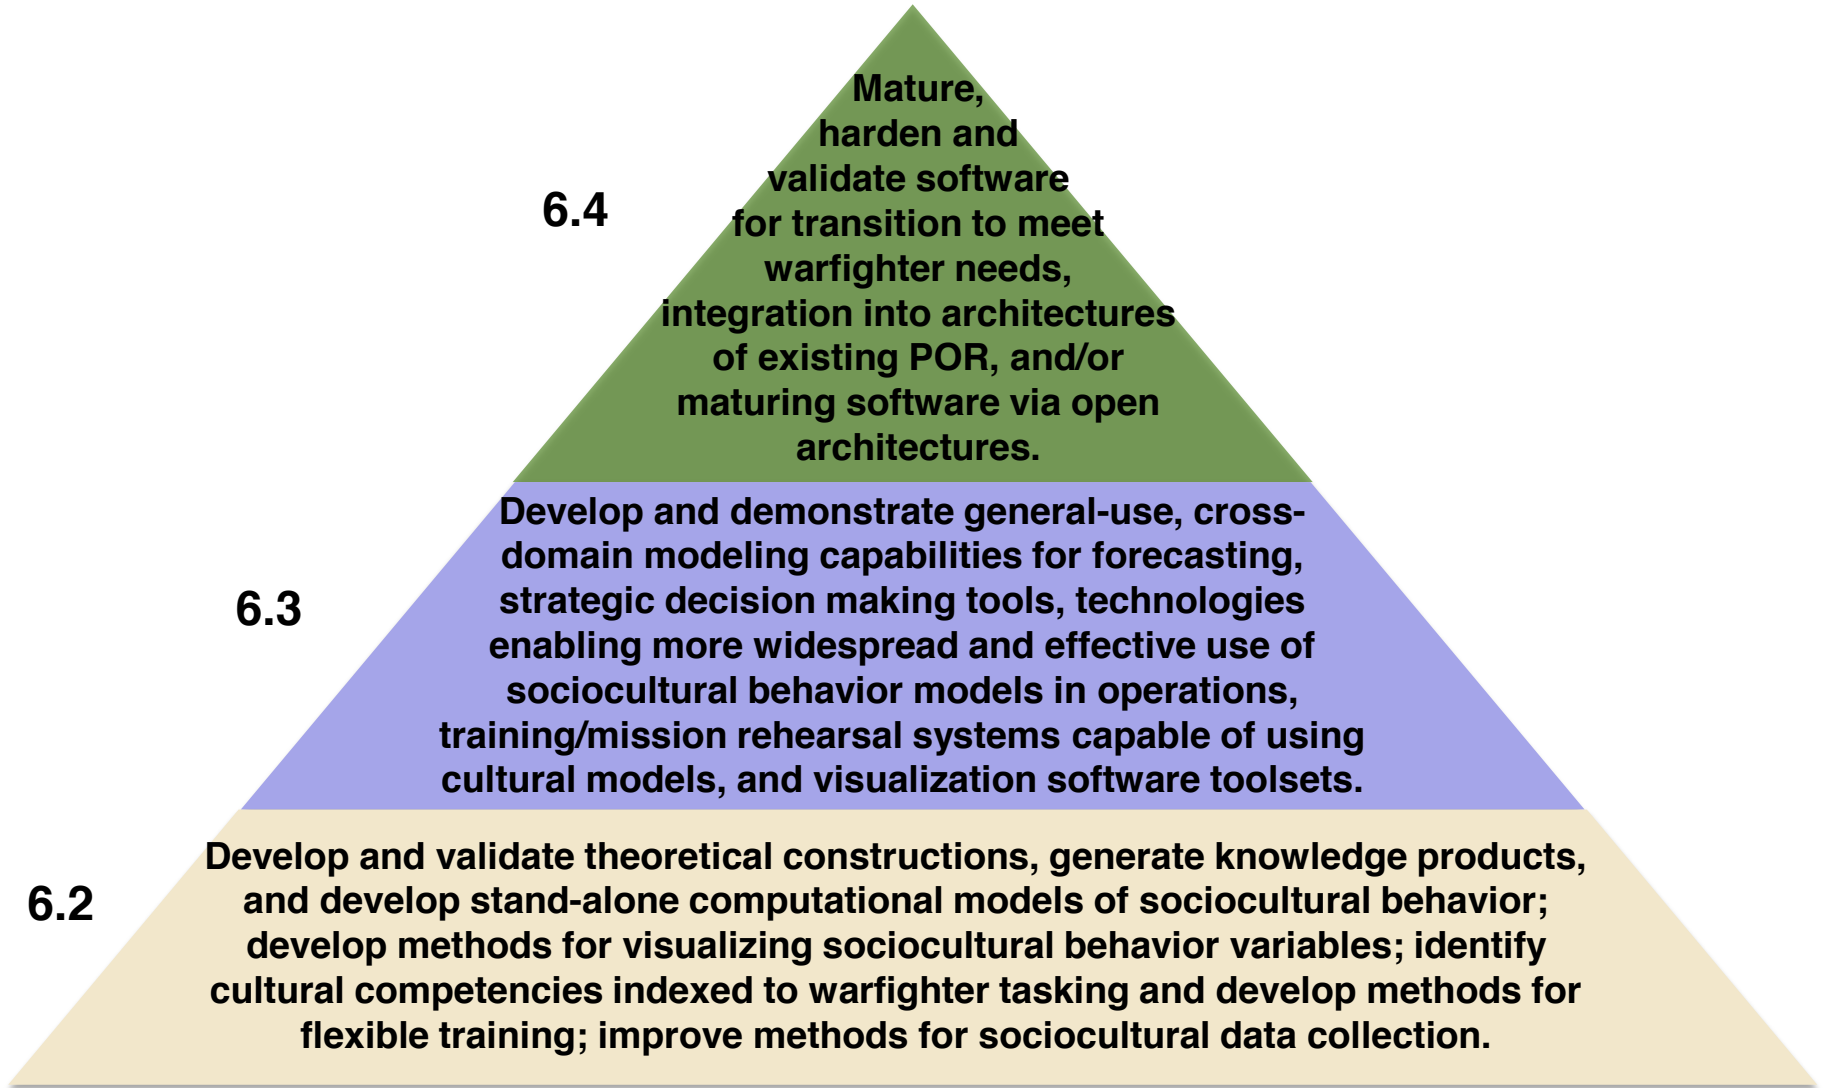 Mature,
harden and
validate software
6.4
for transition to meet
warfighter needs,
integration into architectures
of existing POR, and/or
maturing software via open
architectures.
Develop and demonstrate general-use, cross-
domain modeling capabilities for forecasting,
6.3
strategic decision making tools, technologies
enabling more widespread and effective use of
sociocultural behavior models in operations,
training/mission rehearsal systems capable of using
cultural models, and visualization software toolsets.
Develop and validate theoretical constructions, generate knowledge products,
6.2
and develop stand-alone computational models of sociocultural behavior;
develop methods for visualizing sociocultural behavior variables; identify
cultural competencies indexed to warfighter tasking and develop methods for
flexible training; improve methods for sociocultural data collection.